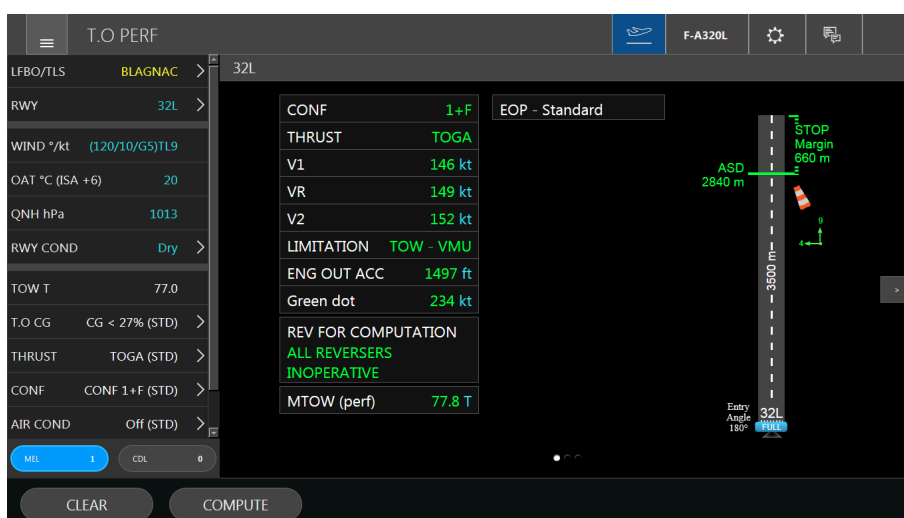 T.O PERF
F-A320L
LFBO/TLS BLAGNAC >
32L
RWY 32L >
WIND °/kt (120/10/G5)TL9
OAT °C (ISA +6) 20
QNH hPa 1013
RWY COND Dry >
TOW T 77.0
T.O CG CG < 27% (STD) >
THRUST TOGA (STD) >
CONF CONF 1+F (STD) >
AIR COND Off (STD) >
MEL 1
CDL 0
CLEAR
COMPUTE
CONF 1+F
THRUST TOGA
V1 146 kt
VR 149 kt
V2 152 kt
LIMITATION TOW - VMU
ENG OUT ACC 1497 ft
Green dot 234 kt
REV FOR COMPUTATION
ALL REVERSERS
INOPERATIVE
MTOW (perf) 77.8 T
EOP - Standard
STOP
Margin
660 m
ASD
2840 m
9
4
3500 m
Entry
Angle
180°
32L
FULL
>